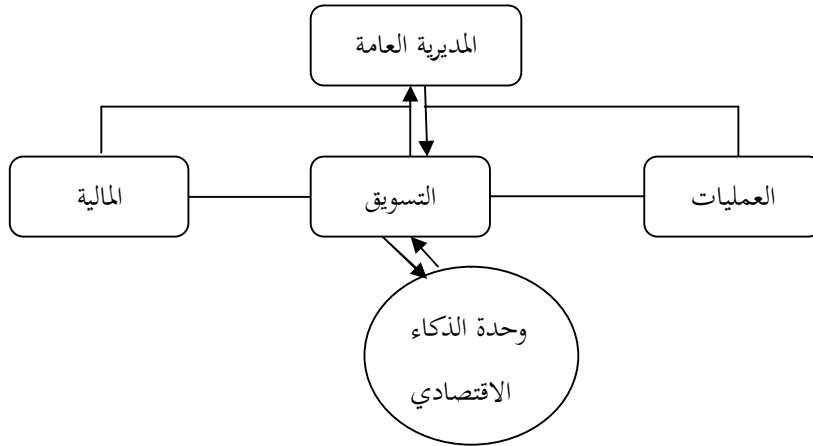 المديرية العامة
العمليات
التسويق
المالية
وحدة الذكاء
الاقتصادي